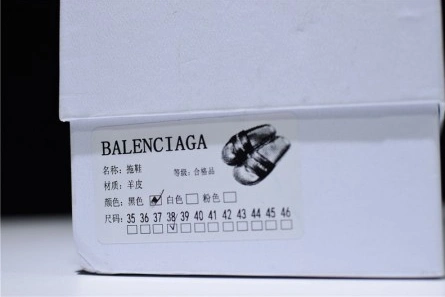 BALENCIAGA
名称：拖鞋
等级：合格品
材质：羊皮
颜色：黑色 白色 粉色
尺码：35 36 37 38 39 40 41 42 43 44 45 46